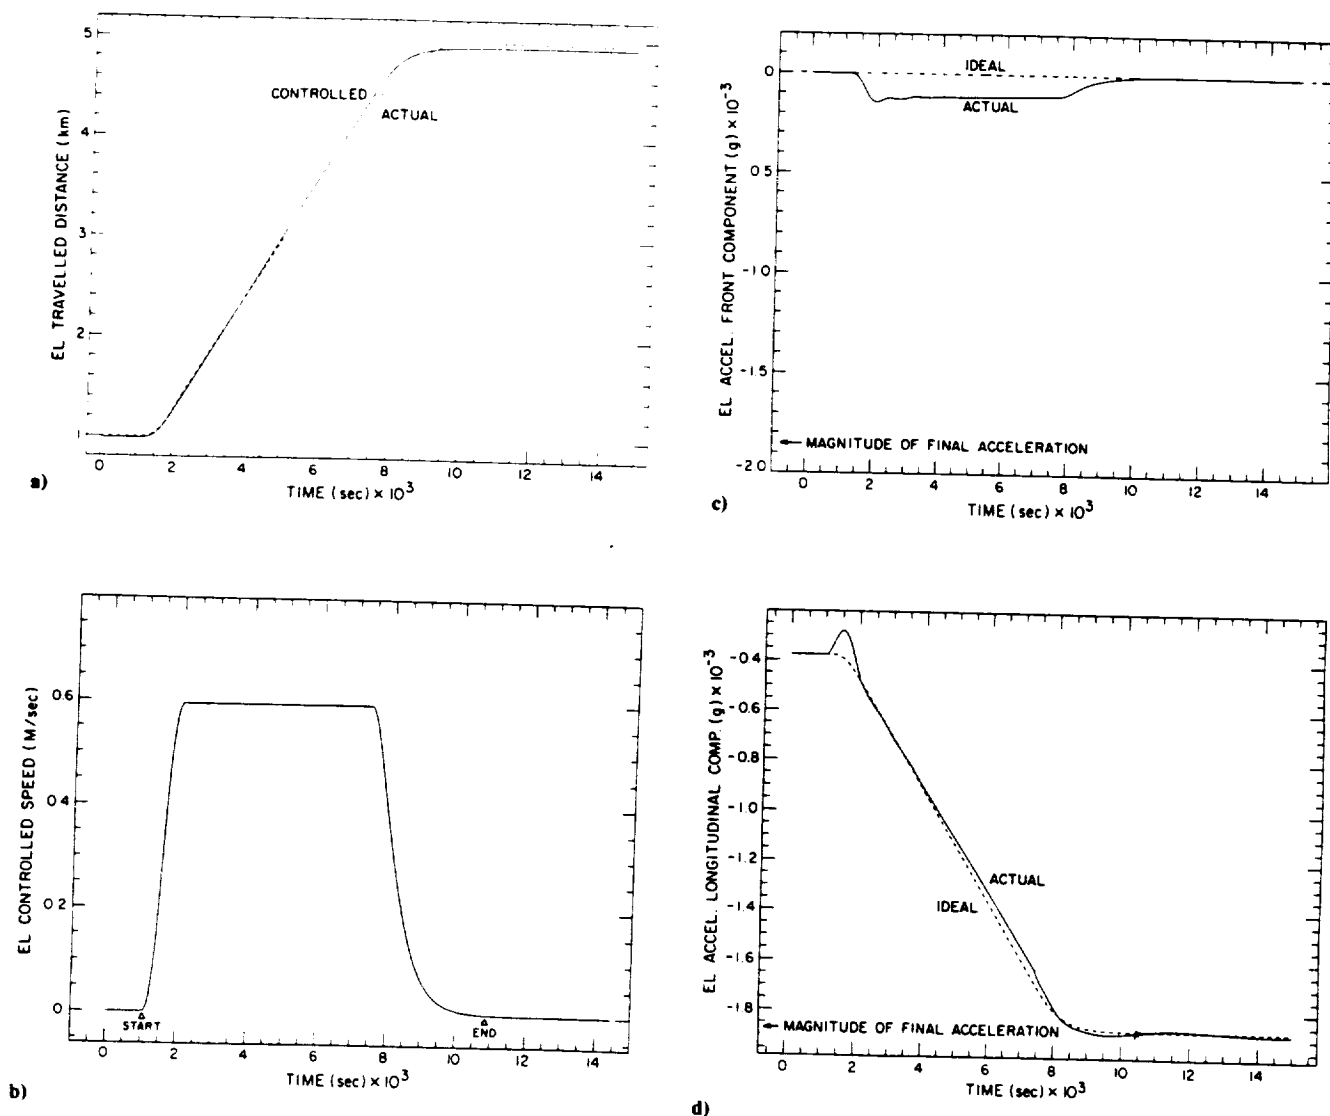 5
4
3
2
1
EL TRAVELLED DISTANCE (km)
CONTROLLED
ACTUAL
0 2 4 6 8 10 12 14
TIME (sec) × 10³
a)
0
0.5
-1.0
-1.5
-2.0
EL ACCEL. FRONT COMPONENT (g) × 10⁻³
IDEAL
ACTUAL
← MAGNITUDE OF FINAL ACCELERATION
0 2 4 6 8 10 12 14
TIME (sec) × 10³
c)
0.6
0.4
0.2
0
EL CONTROLLED SPEED (M/sec)
START
END
0 2 4 6 8 10 12 14
TIME (sec) × 10³
b)
-0.4
-0.6
-0.8
-1.0
-1.2
-1.4
-1.6
-1.8
EL ACCEL. LONGITUDINAL COMP. (g) × 10⁻³
ACTUAL
IDEAL
← MAGNITUDE OF FINAL ACCELERATION
0 2 4 6 8 10 12 14
TIME (sec) × 10³
d)